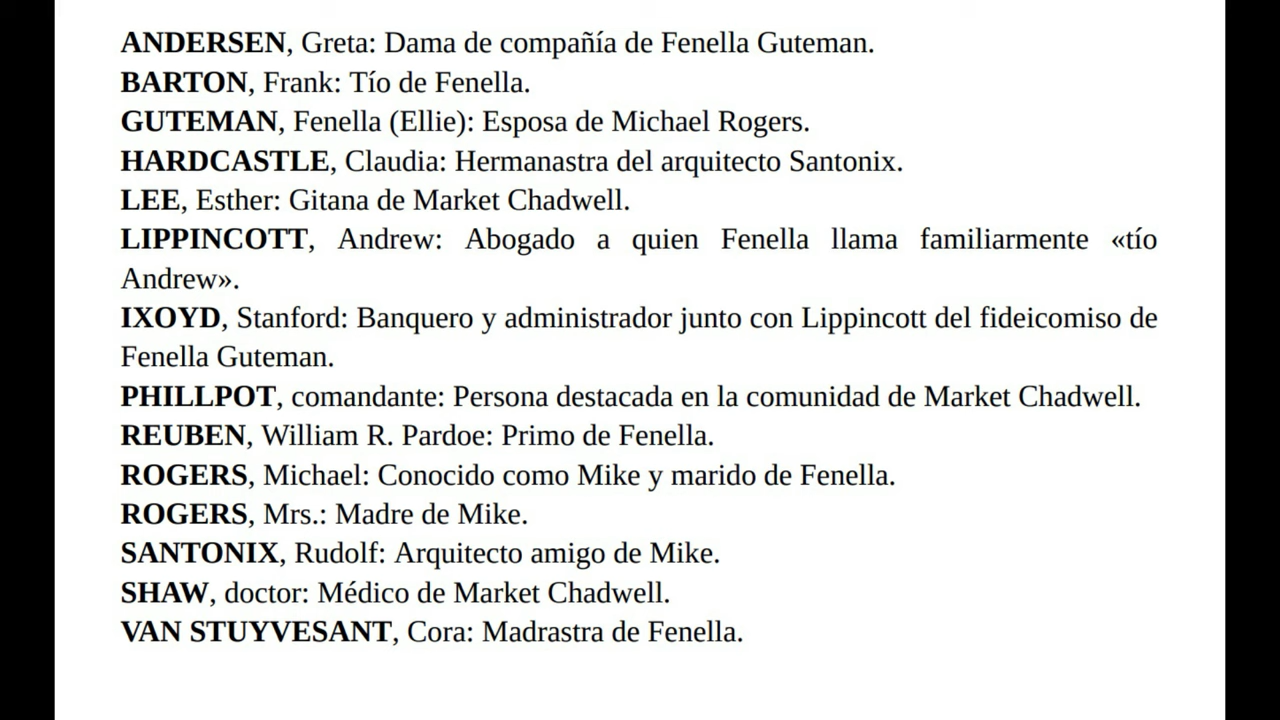 ANDERSEN, Greta: Dama de compañía de Fenella Guteman.
BARTON, Frank: Tío de Fenella.
GUTEMAN, Fenella (Ellie): Esposa de Michael Rogers.
HARDCASTLE, Claudia: Hermanastra del arquitecto Santonix.
LEE, Esther: Gitana de Market Chadwell.
LIPPINCOTT, Andrew: Abogado a quien Fenella llama familiarmente «tío
Andrew».
IXOYD, Stanford: Banquero y administrador junto con Lippincott del fideicomiso de
Fenella Guteman.
PHILLPOT, comandante: Persona destacada en la comunidad de Market Chadwell.
REUBEN, William R. Pardoe: Primo de Fenella.
ROGERS, Michael: Conocido como Mike y marido de Fenella.
ROGERS, Mrs.: Madre de Mike.
SANTONIX, Rudolf: Arquitecto amigo de Mike.
SHAW, doctor: Médico de Market Chadwell.
VAN STUYVESANT, Cora: Madrastra de Fenella.